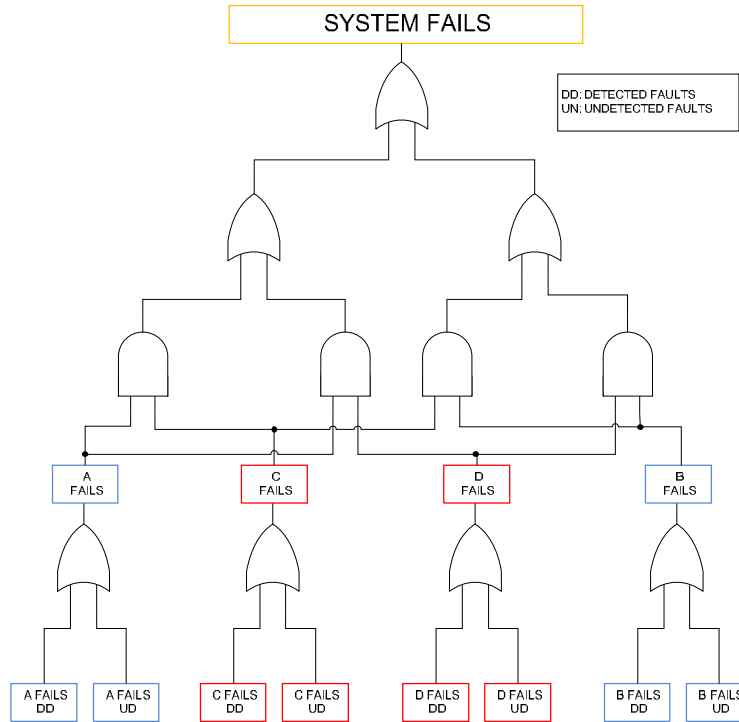 SYSTEM FAILS
DD: DETECTED FAULTS
UN: UNDETECTED FAULTS
A
FAILS
C
FAILS
D
FAILS
B
FAILS
A FAILS
DD
A FAILS
UD
C FAILS
DD
C FAILS
UD
D FAILS
DD
D FAILS
UD
B FAILS
DD
B FAILS
UD